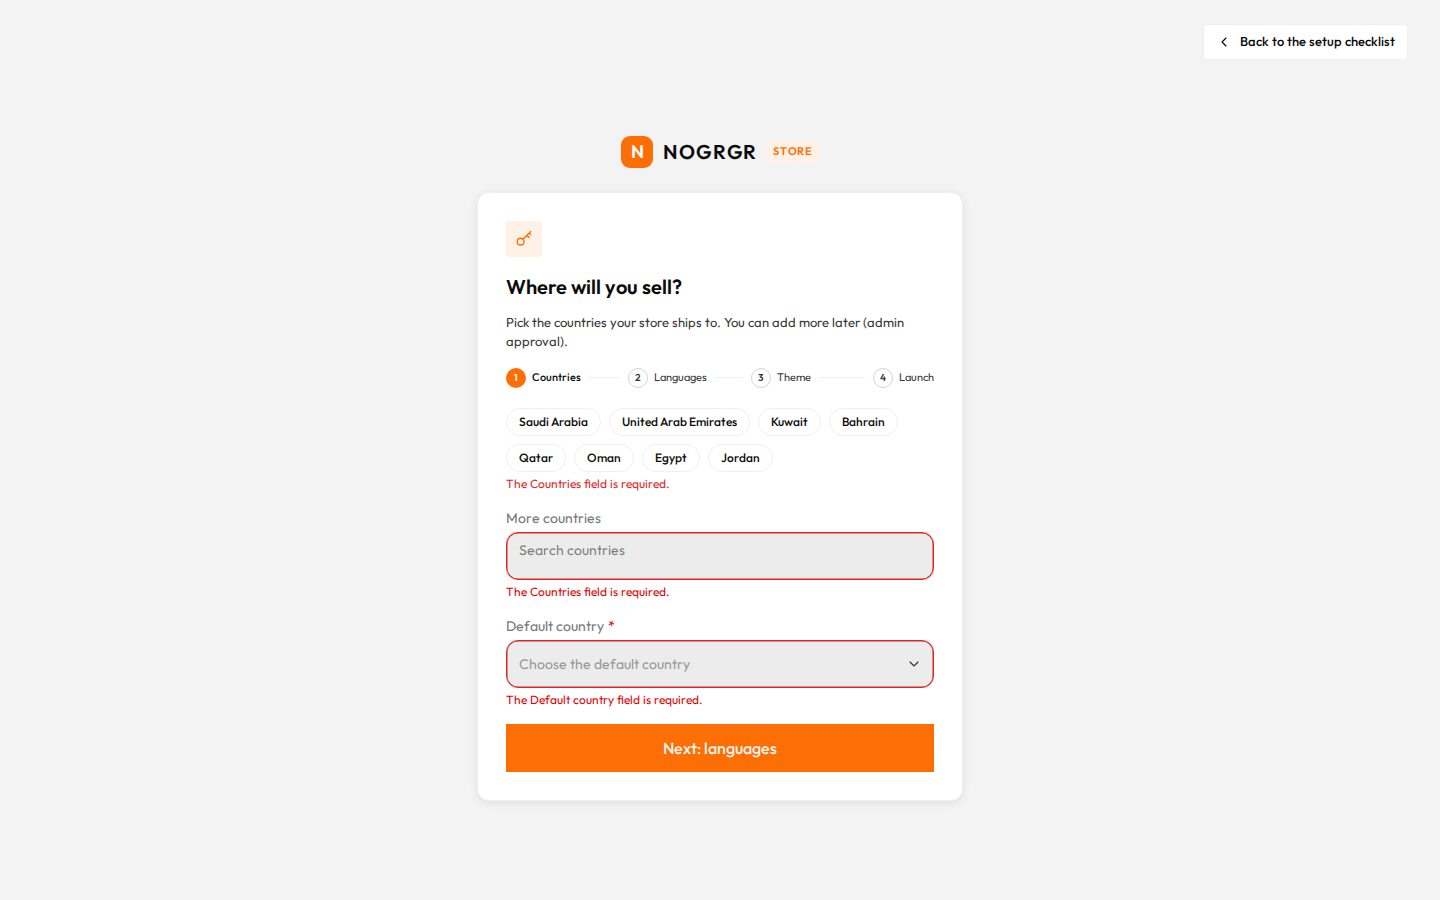 Back to the setup checklist
N NOGRGR STORE
Where will you sell?
Pick the countries your store ships to. You can add more later (admin
approval).
1 Countries 2 Languages 3 Theme 4 Launch
Saudi Arabia United Arab Emirates Kuwait Bahrain
Qatar Oman Egypt Jordan
The Countries field is required.
More countries
Search countries
The Countries field is required.
Default country *
Choose the default country
The Default country field is required.
Next: languages